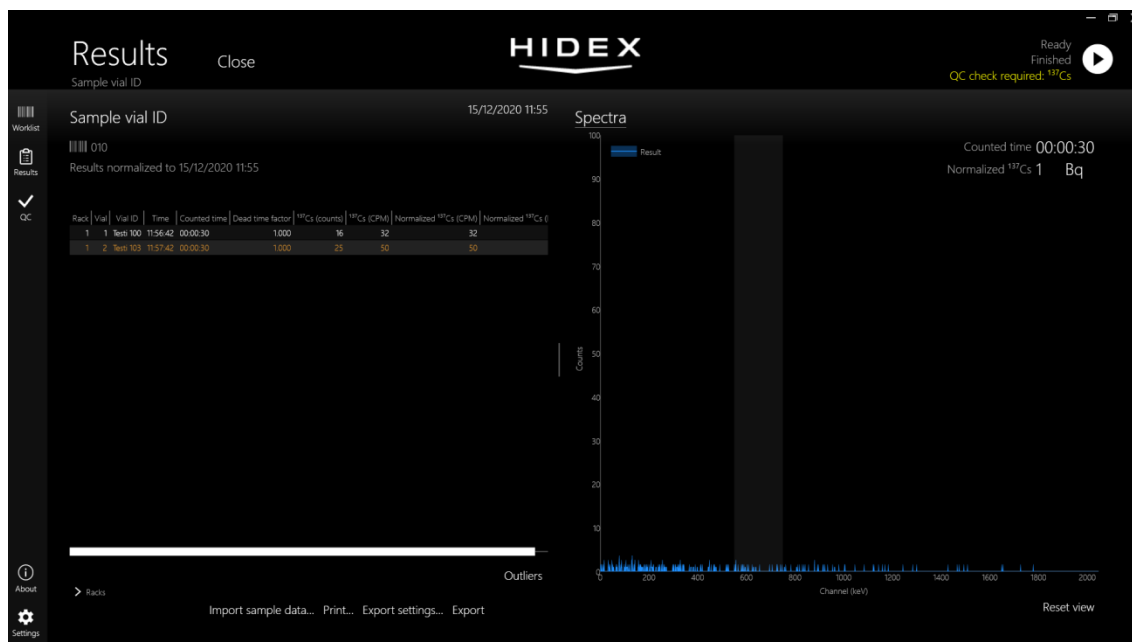 Results
Close
HIDEX
Ready
Finished
QC check required: ¹³⁷Cs
Sample vial ID
Worklist
Results
QC
About
Settings
Sample vial ID
15/12/2020 11:55
010
Results normalized to 15/12/2020 11:55
Rack Vial Vial ID Time Counted time Dead time factor ¹³⁷Cs (counts) ¹³⁷Cs (CPM) Normalized ¹³⁷Cs (CPM) Normalized ¹³⁷Cs (
1 1 Testi 100 11:56:42 00:00:30 1.000 16 32 32
1 2 Testi 103 11:57:42 00:00:30 1.000 25 50 50
Outliers
Racks
Import sample data... Print... Export settings... Export
Spectra
Result
Counted time 00:00:30
Normalized ¹³⁷Cs 1 Bq
100
90
80
70
60
50
40
30
20
10
0
Counts
0 200 400 600 800 1000 1200 1400 1600 1800 2000
Channel (keV)
Reset view